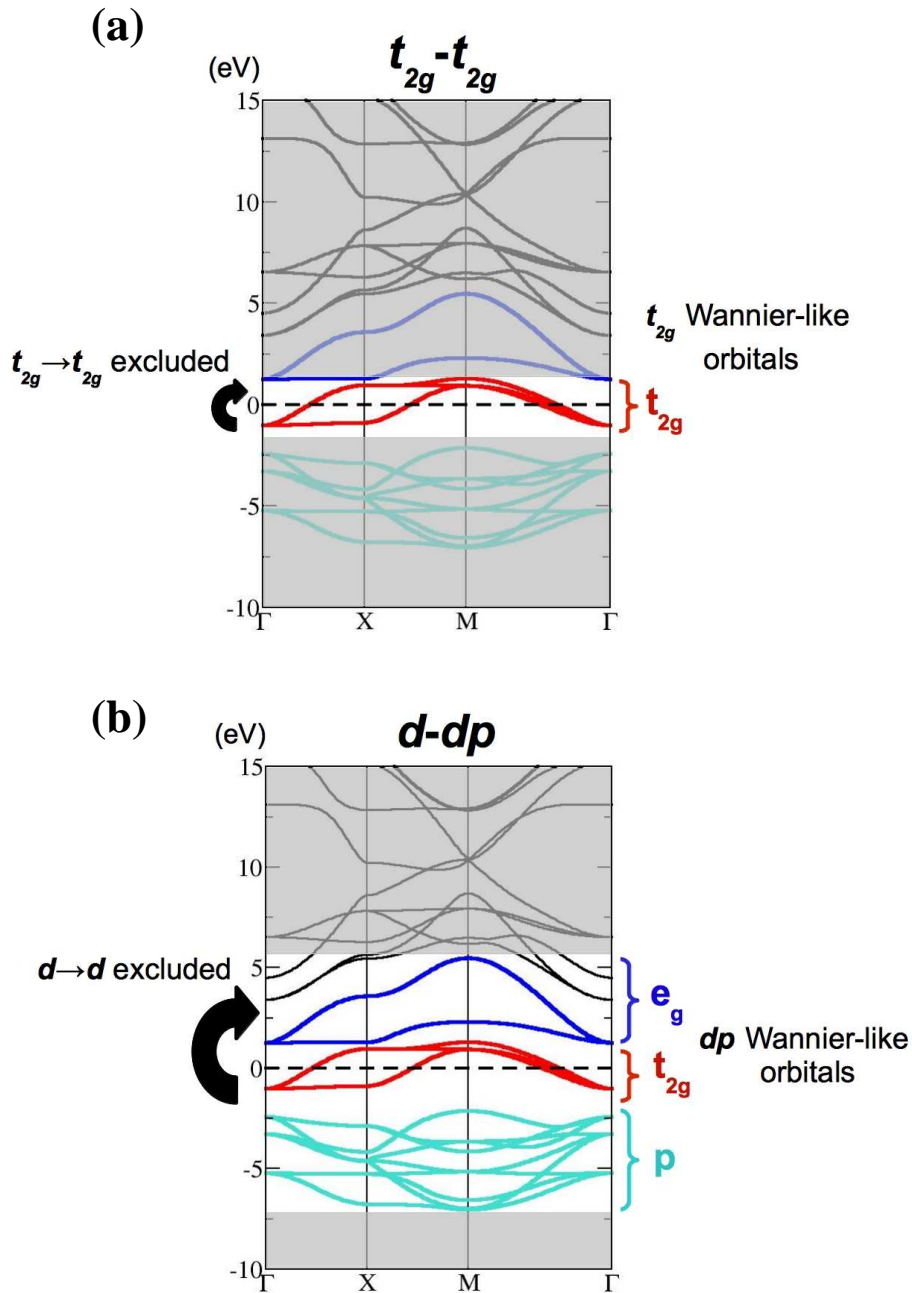 (a)
(eV)
t2g-t2g
15
10
5
0
-5
-10
Γ X M Γ
t2g→t2g excluded
t2g Wannier-like
orbitals
t2g
(b)
(eV)
d-dp
15
10
5
0
-5
-10
Γ X M Γ
d→d excluded
eg
t2g
p
dp Wannier-like
orbitals